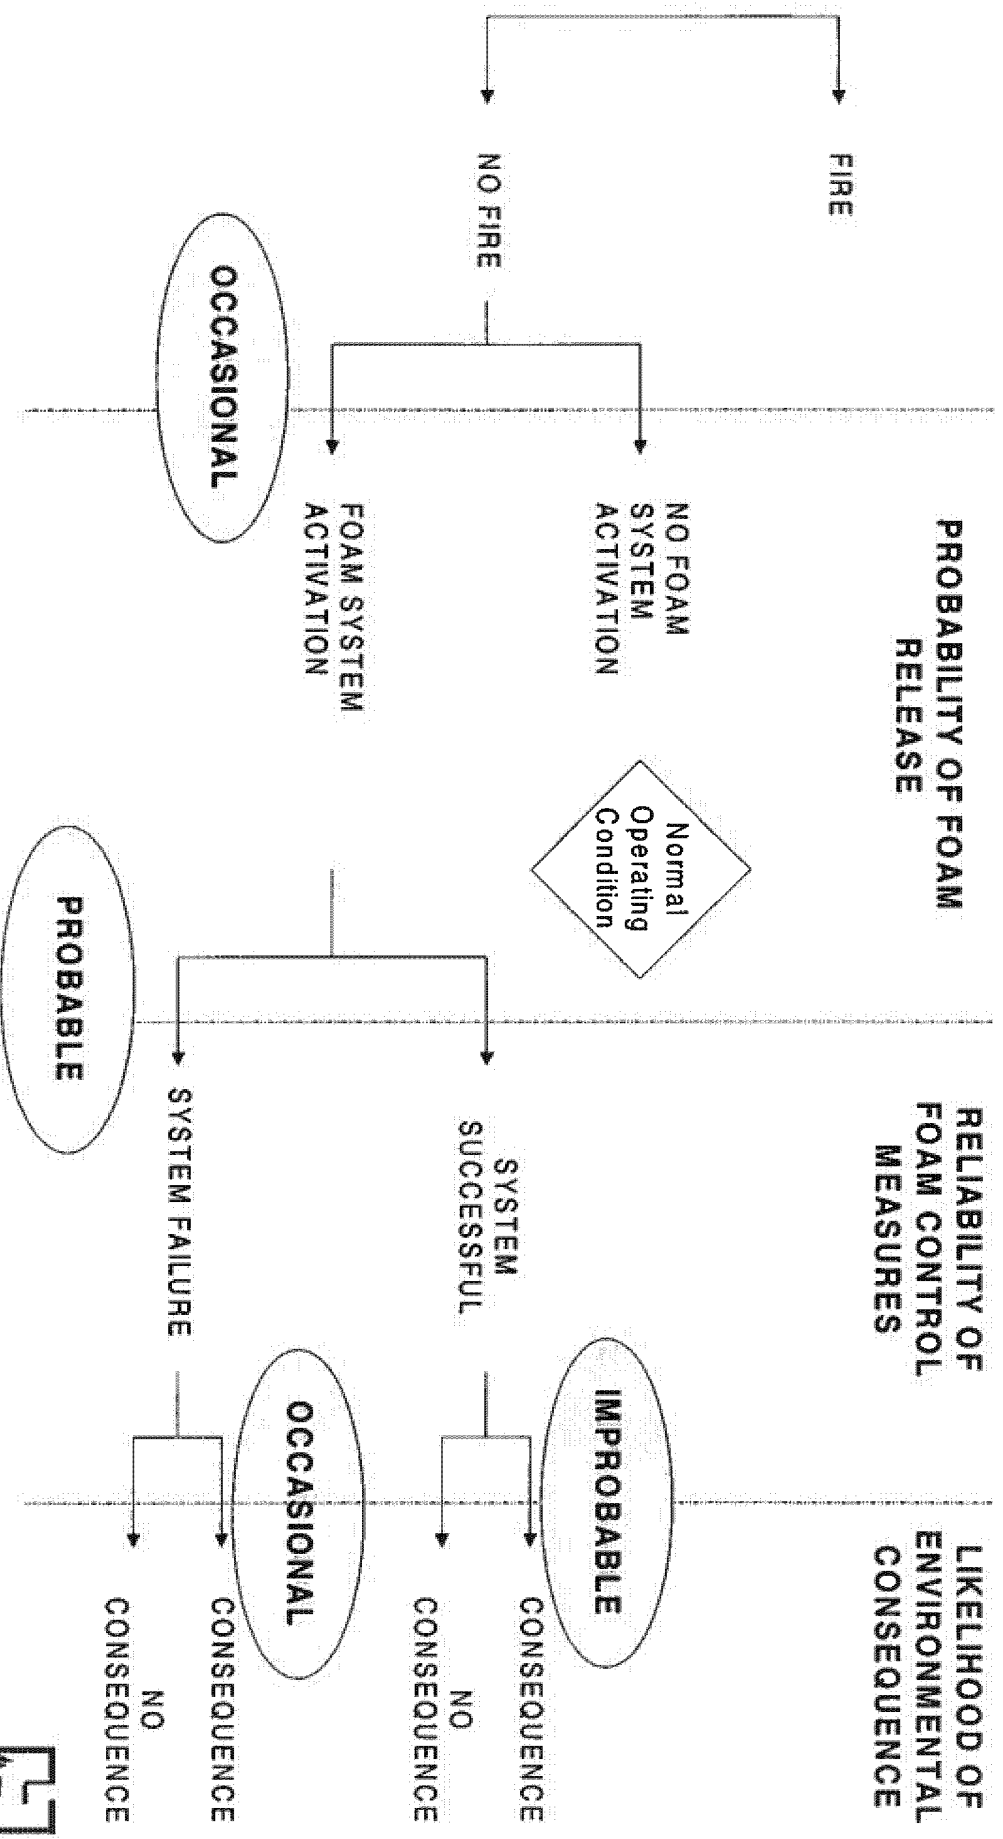 PROBABILITY OF FOAM
RELEASE
RELIABILITY OF
FOAM CONTROL
MEASURES
LIKELIHOOD OF
ENVIRONMENTAL
CONSEQUENCE
FIRE
NO FIRE
OCCASIONAL
NO FOAM
SYSTEM
ACTIVATION
Normal
Operating
Condition
FOAM SYSTEM
ACTIVATION
PROBABLE
SYSTEM
SUCCESSFUL
IMPROBABLE
CONSEQUENCE
NO
CONSEQUENCE
SYSTEM FAILURE
OCCASIONAL
CONSEQUENCE
NO
CONSEQUENCE